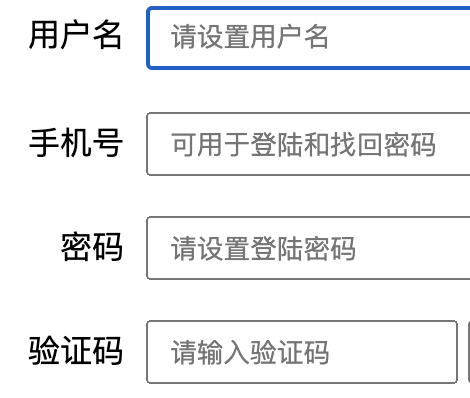 用户名 请设置用户名
手机号 可用于登陆和找回密码
密码 请设置登陆密码
验证码 请输入验证码